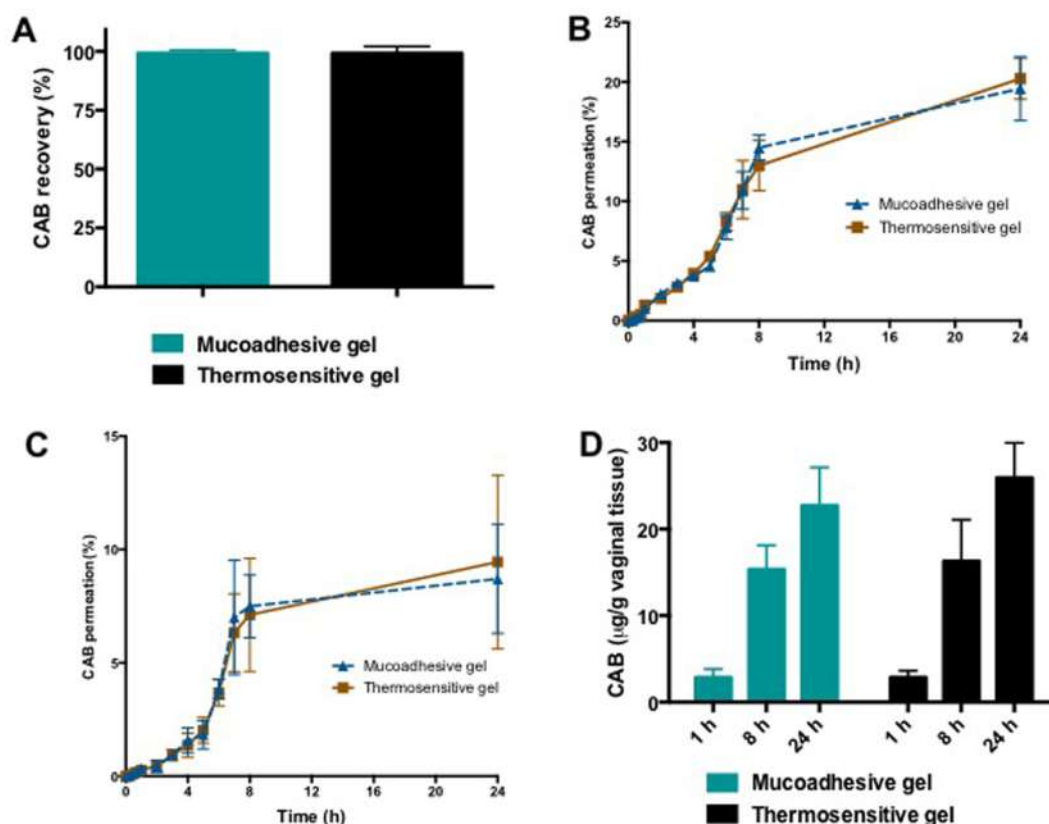 A
CAB recovery (%)
100
75
50
25
0
Mucoadhesive gel
Thermosensitive gel
B
CAB permeation (%)
25
20
15
10
5
0
0 4 8 12 16 20 24
Time (h)
Mucoadhesive gel
Thermosensitive gel
C
CAB permeation (%)
15
10
5
0
0 4 8 12 16 20 24
Time (h)
Mucoadhesive gel
Thermosensitive gel
D
CAB (µg/g vaginal tissue)
30
20
10
0
1 h 8 h 24 h 1 h 8 h 24 h
Mucoadhesive gel
Thermosensitive gel